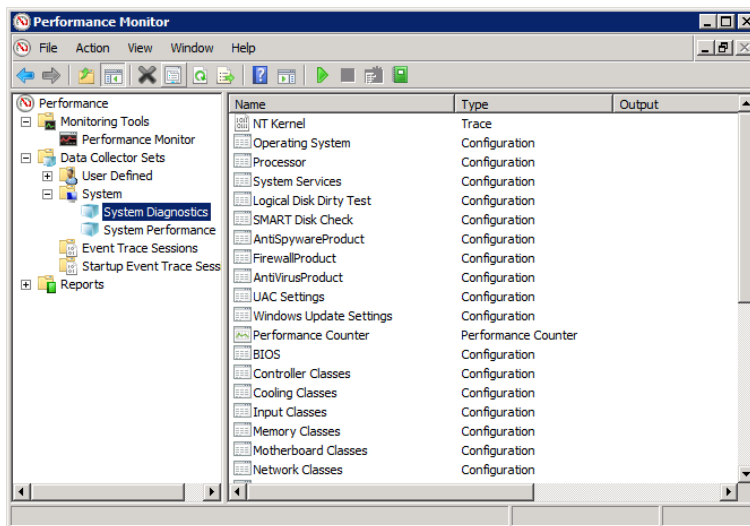 Performance Monitor
File Action View Window Help
Performance
Monitoring Tools
Performance Monitor
Data Collector Sets
User Defined
System
System Diagnostics
System Performance
Event Trace Sessions
Startup Event Trace Sess
Reports
Name Type Output
NT Kernel Trace
Operating System Configuration
Processor Configuration
System Services Configuration
Logical Disk Dirty Test Configuration
SMART Disk Check Configuration
AntiSpywareProduct Configuration
FirewallProduct Configuration
AntiVirusProduct Configuration
UAC Settings Configuration
Windows Update Settings Configuration
Performance Counter Performance Counter
BIOS Configuration
Controller Classes Configuration
Cooling Classes Configuration
Input Classes Configuration
Memory Classes Configuration
Motherboard Classes Configuration
Network Classes Configuration